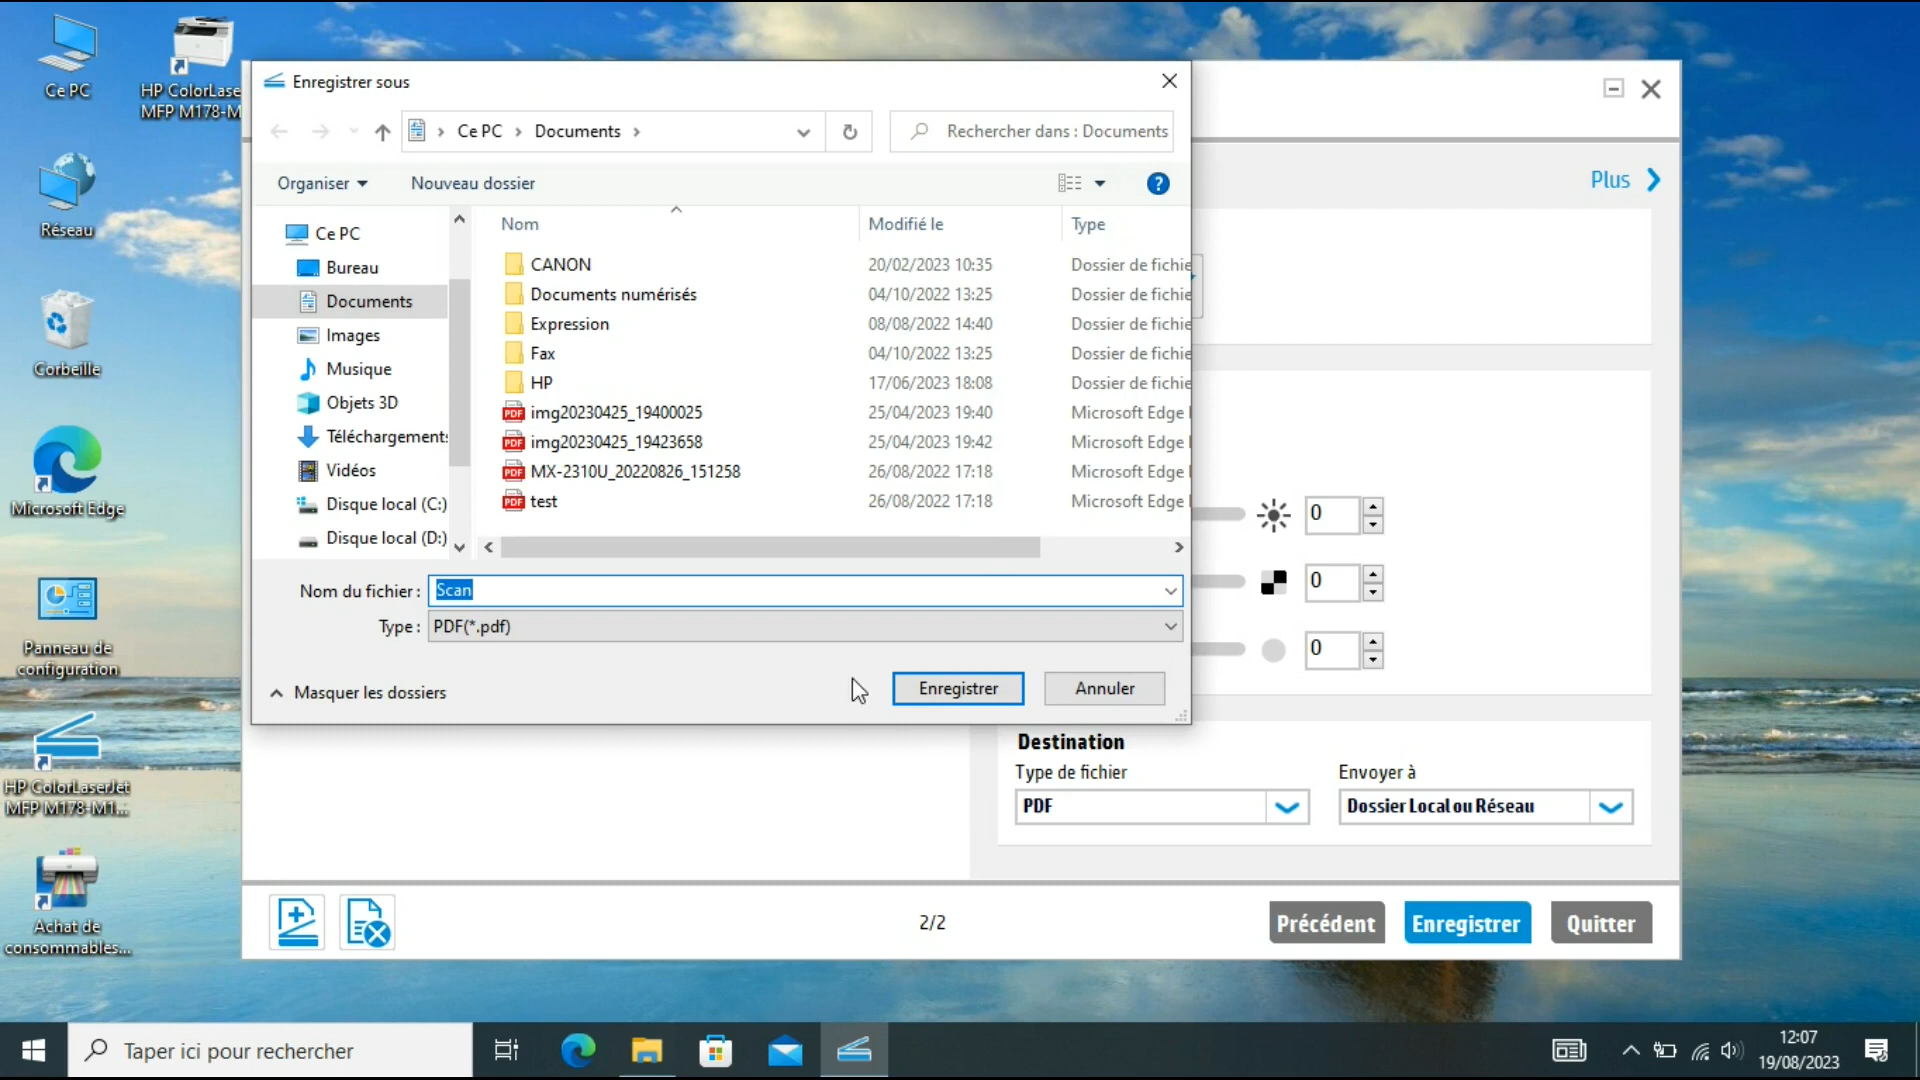 Ce PC
HP ColorLase
MFP M178-M
Réseau
Corbeille
Microsoft Edge
Panneau de
configuration
HP ColorLaserJet
MFP M178-M1...
Achat de
consommables...
Enregistrer sous
Ce PC > Documents >
Rechercher dans : Documents
Organiser
Nouveau dossier
?
Ce PC
Bureau
Documents
Images
Musique
Objets 3D
Téléchargements
Vidéos
Disque local (C:)
Disque local (D:)
Nom Modifié le Type
CANON 20/02/2023 10:35 Dossier de fichie
Documents numérisés 04/10/2022 13:25 Dossier de fichie
Expression 08/08/2022 14:40 Dossier de fichie
Fax 04/10/2022 13:25 Dossier de fichie
HP 17/06/2023 18:08 Dossier de fichie
PDF img20230425_19400025 25/04/2023 19:40 Microsoft Edge
PDF img20230425_19423658 25/04/2023 19:42 Microsoft Edge
PDF MX-2310U_20220826_151258 26/08/2022 17:18 Microsoft Edge
PDF test 26/08/2022 17:18 Microsoft Edge
Nom du fichier : Scan
Type : PDF(*.pdf)
Masquer les dossiers
Enregistrer
Annuler
Plus
0
0
0
Destination
Type de fichier
PDF
Envoyer à
Dossier Local ou Réseau
2/2
Précédent
Enregistrer
Quitter
Taper ici pour rechercher
12:07
19/08/2023